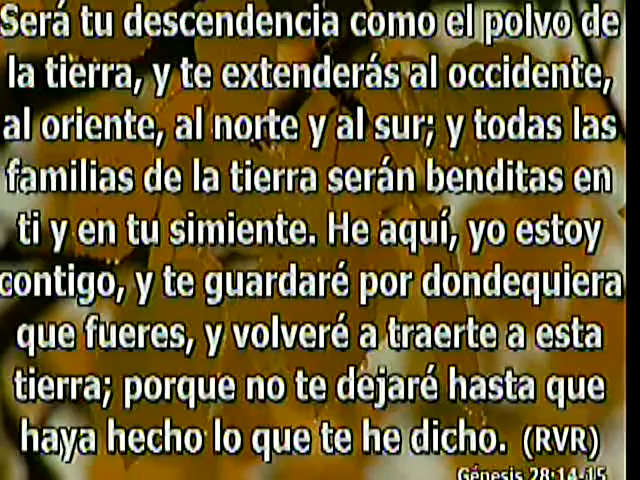 Será tu descendencia como el polvo de
la tierra, y te extenderás al occidente,
al oriente, al norte y al sur; y todas las
familias de la tierra serán benditas en
ti y en tu simiente. He aquí, yo estoy
contigo, y te guardaré por dondequiera
que fueres, y volveré a traerte a esta
tierra; porque no te dejaré hasta que
haya hecho lo que te he dicho. (RVR)
Génesis 28:14-15